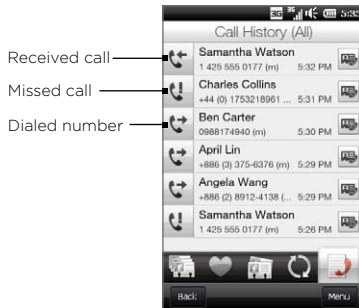 3G 5:33
Call History (All)
Received call
Samantha Watson
1 425 555 0177 (m) 5:32 PM
Missed call
Charles Collins
+44 (0) 1753218961 ... 5:31 PM
Dialed number
Ben Carter
0988174940 (m) 5:30 PM
April Lin
+886 (3) 375-6376 (m) 5:29 PM
Angela Wang
+886 (2) 8912-4138 (... 5:29 PM
Samantha Watson
1 425 555 0177 (m) 5:26 PM
Back Menu